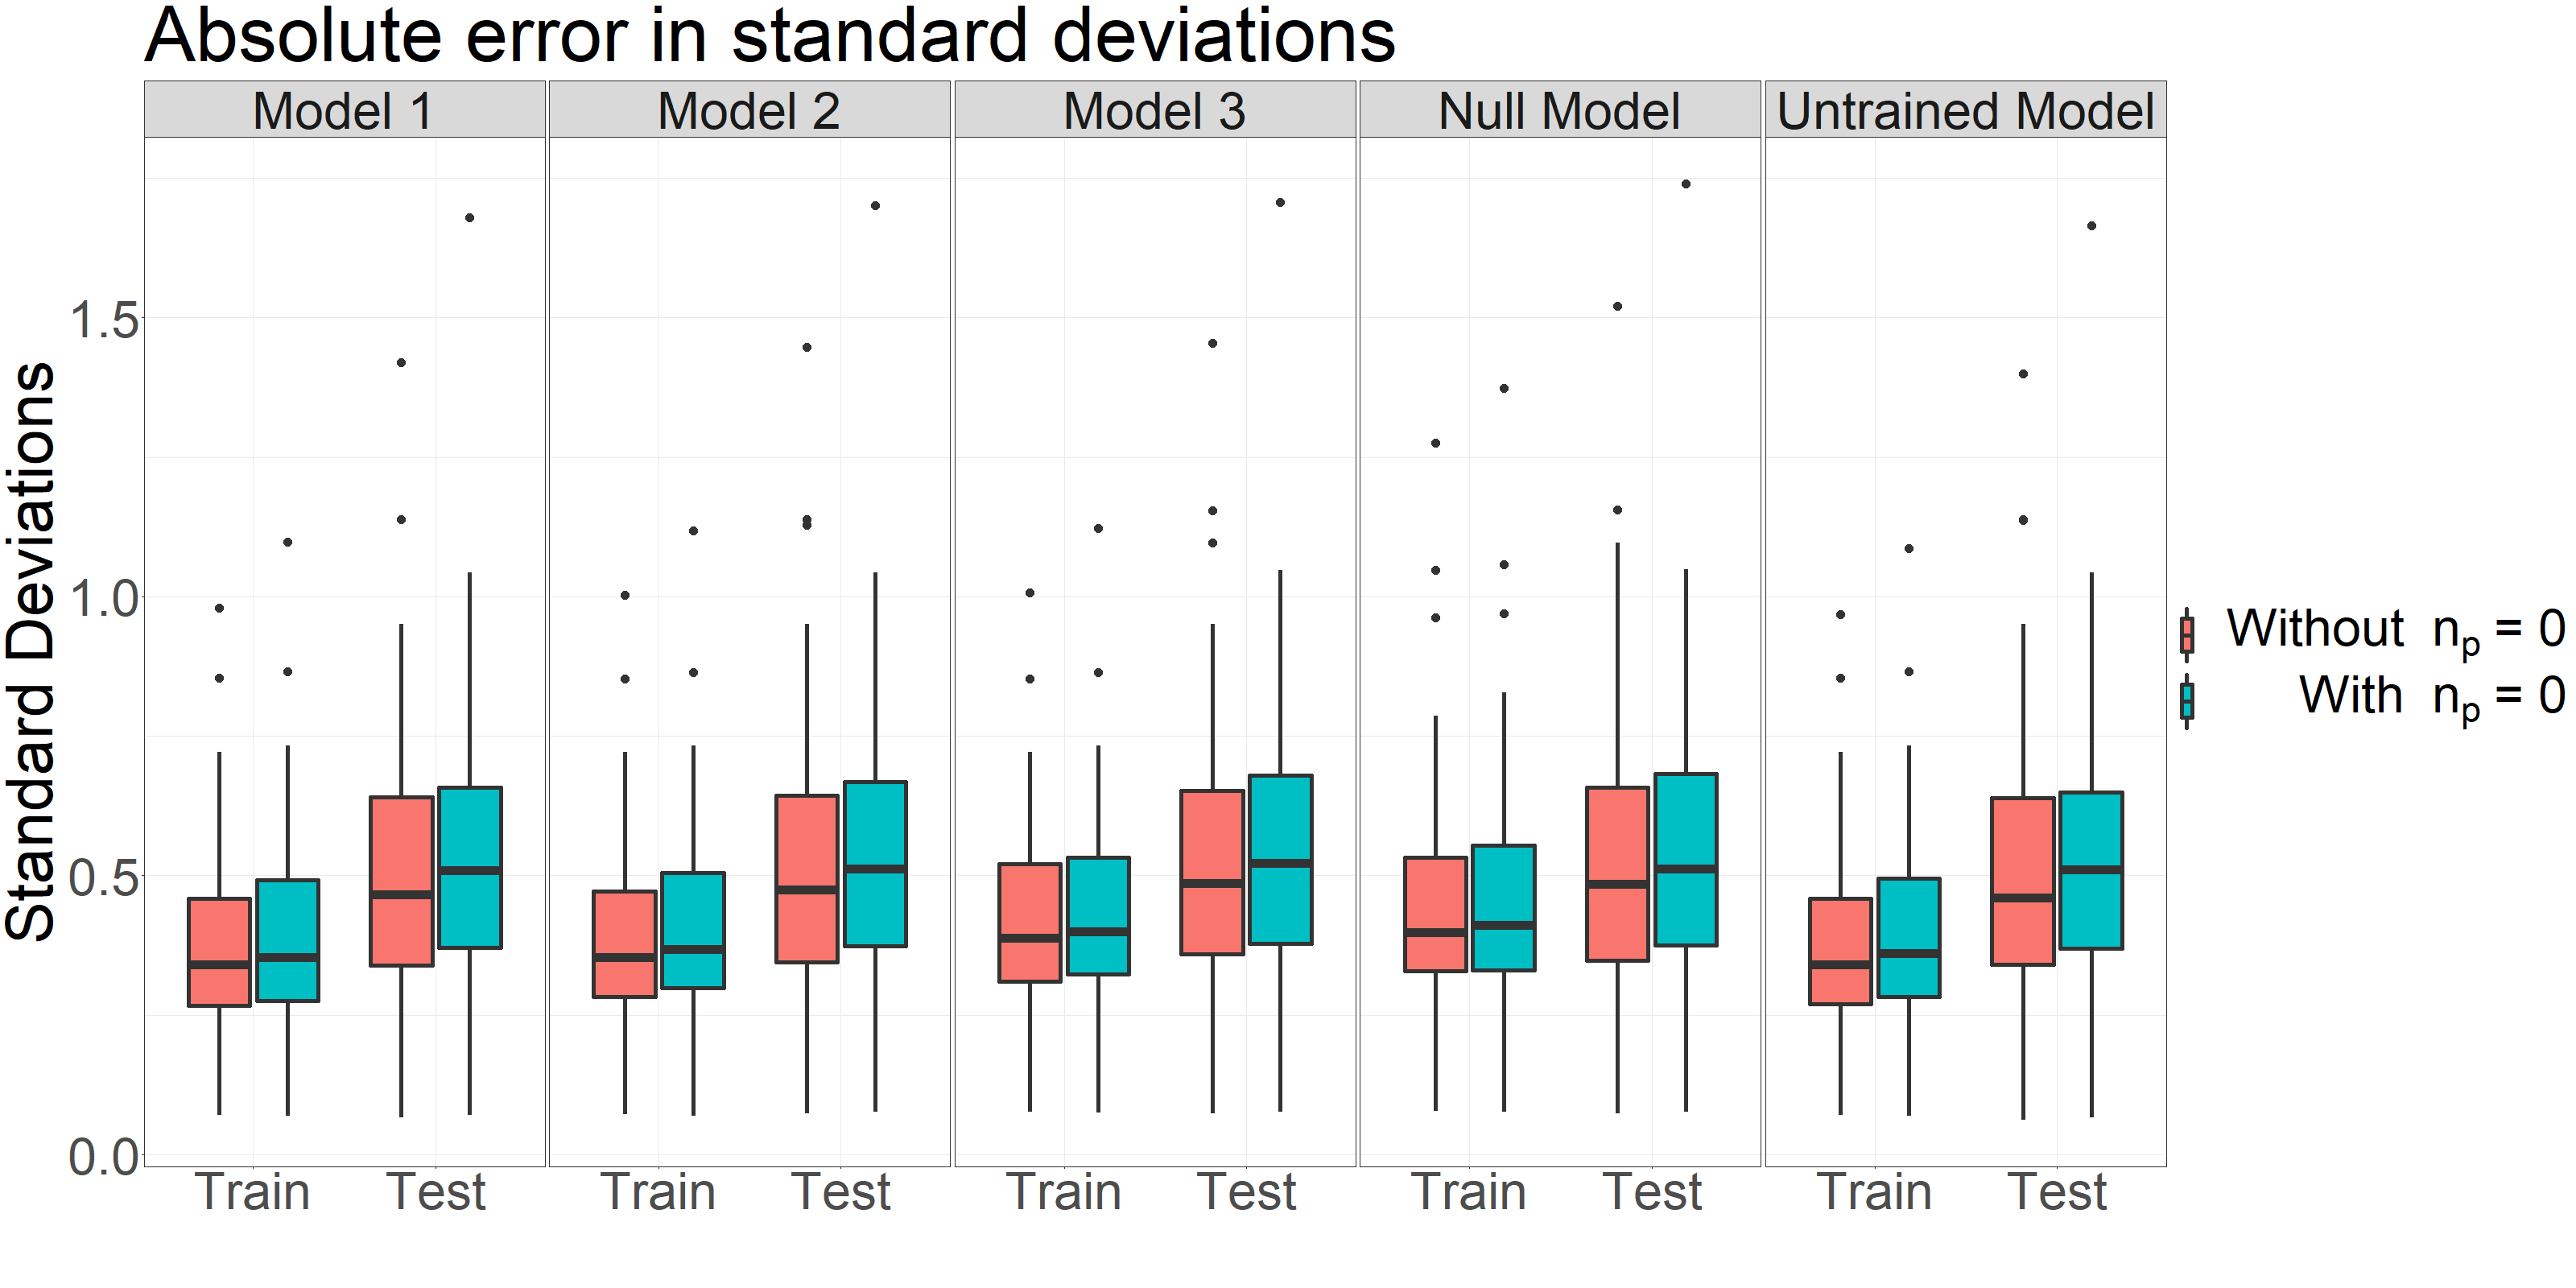 Absolute error in standard deviations
Model 1 Model 2 Model 3 Null Model Untrained Model
Standard Deviations
1.5
1.0
0.5
0.0
Train Test Train Test Train Test Train Test Train Test
Without n_p = 0
With n_p = 0